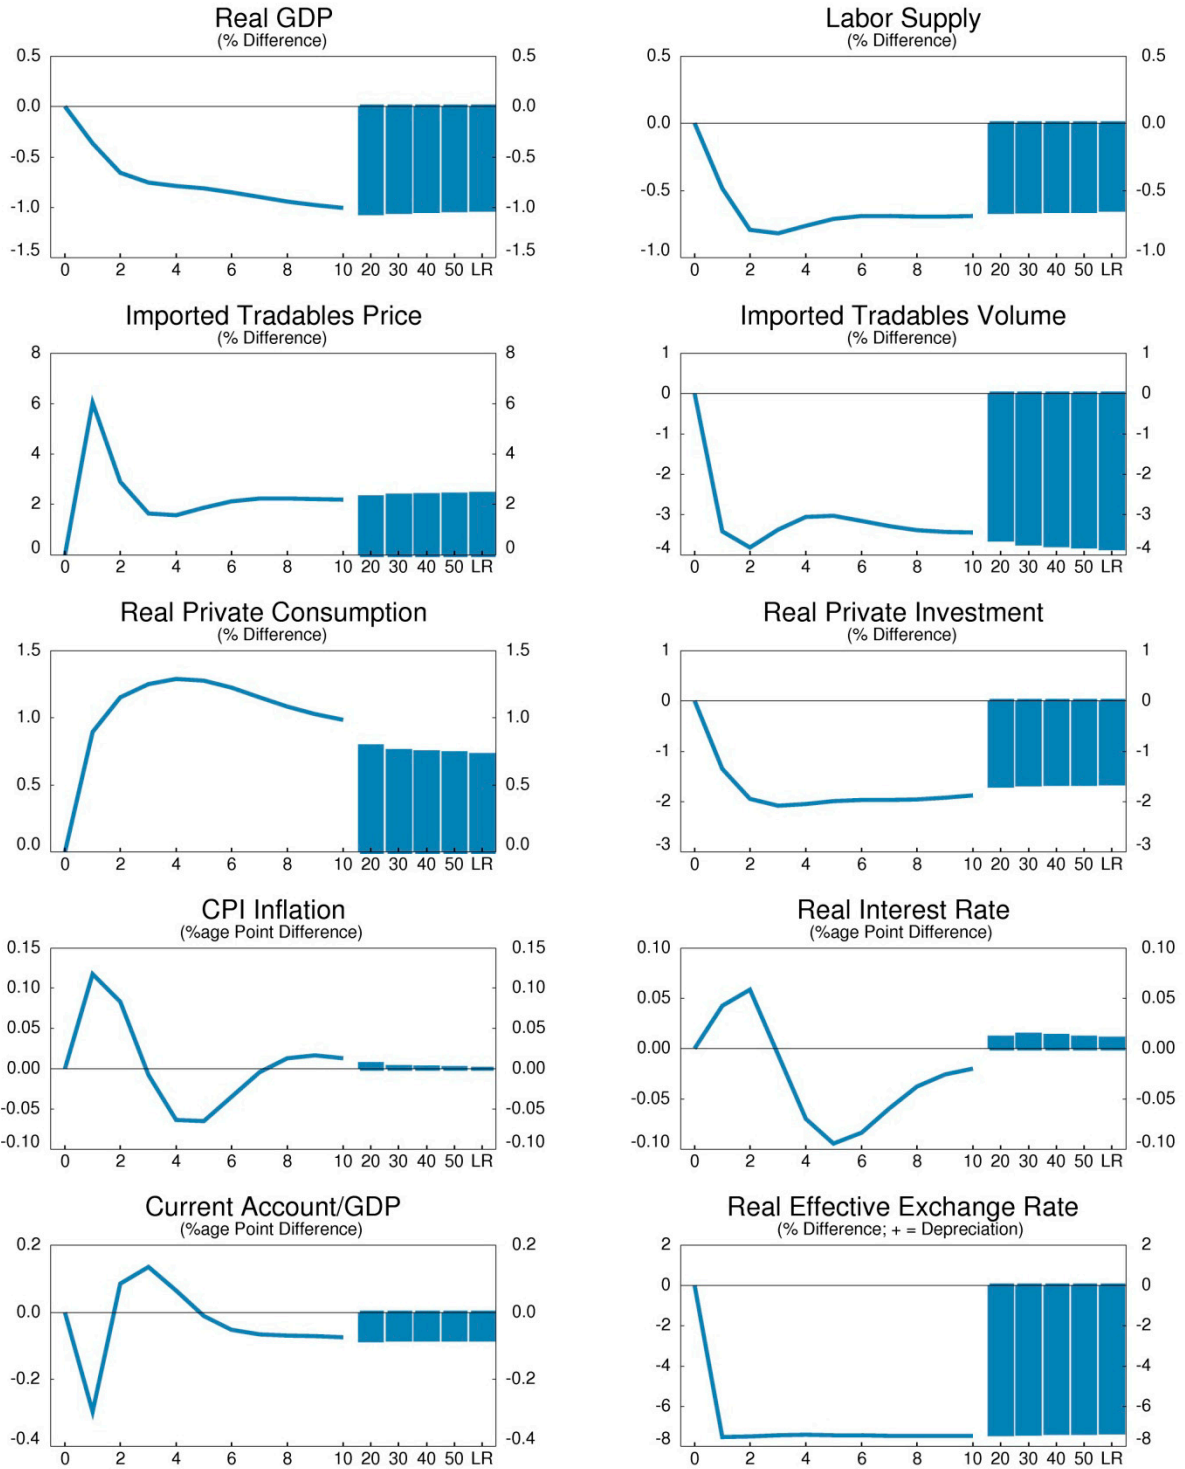 Real GDP
(% Difference)
0.5 0.5
0.0 0.0
-0.5 -0.5
-1.0 -1.0
-1.5 -1.5
0 2 4 6 8 10 20 30 40 50 LR
Labor Supply
(% Difference)
0.5 0.5
0.0 0.0
-0.5 -0.5
-1.0 -1.0
0 2 4 6 8 10 20 30 40 50 LR
Imported Tradables Price
(% Difference)
8 8
6 6
4 4
2 2
0 0
0 2 4 6 8 10 20 30 40 50 LR
Imported Tradables Volume
(% Difference)
1 1
0 0
-1 -1
-2 -2
-3 -3
-4 -4
0 2 4 6 8 10 20 30 40 50 LR
Real Private Consumption
(% Difference)
1.5 1.5
1.0 1.0
0.5 0.5
0.0 0.0
0 2 4 6 8 10 20 30 40 50 LR
Real Private Investment
(% Difference)
1 1
0 0
-1 -1
-2 -2
-3 -3
0 2 4 6 8 10 20 30 40 50 LR
CPI Inflation
(%age Point Difference)
0.15 0.15
0.10 0.10
0.05 0.05
0.00 0.00
-0.05 -0.05
-0.10 -0.10
0 2 4 6 8 10 20 30 40 50 LR
Real Interest Rate
(%age Point Difference)
0.10 0.10
0.05 0.05
0.00 0.00
-0.05 -0.05
-0.10 -0.10
0 2 4 6 8 10 20 30 40 50 LR
Current Account/GDP
(%age Point Difference)
0.2 0.2
0.0 0.0
-0.2 -0.2
-0.4 -0.4
0 2 4 6 8 10 20 30 40 50 LR
Real Effective Exchange Rate
(% Difference; + = Depreciation)
2 2
0 0
-2 -2
-4 -4
-6 -6
-8 -8
0 2 4 6 8 10 20 30 40 50 LR